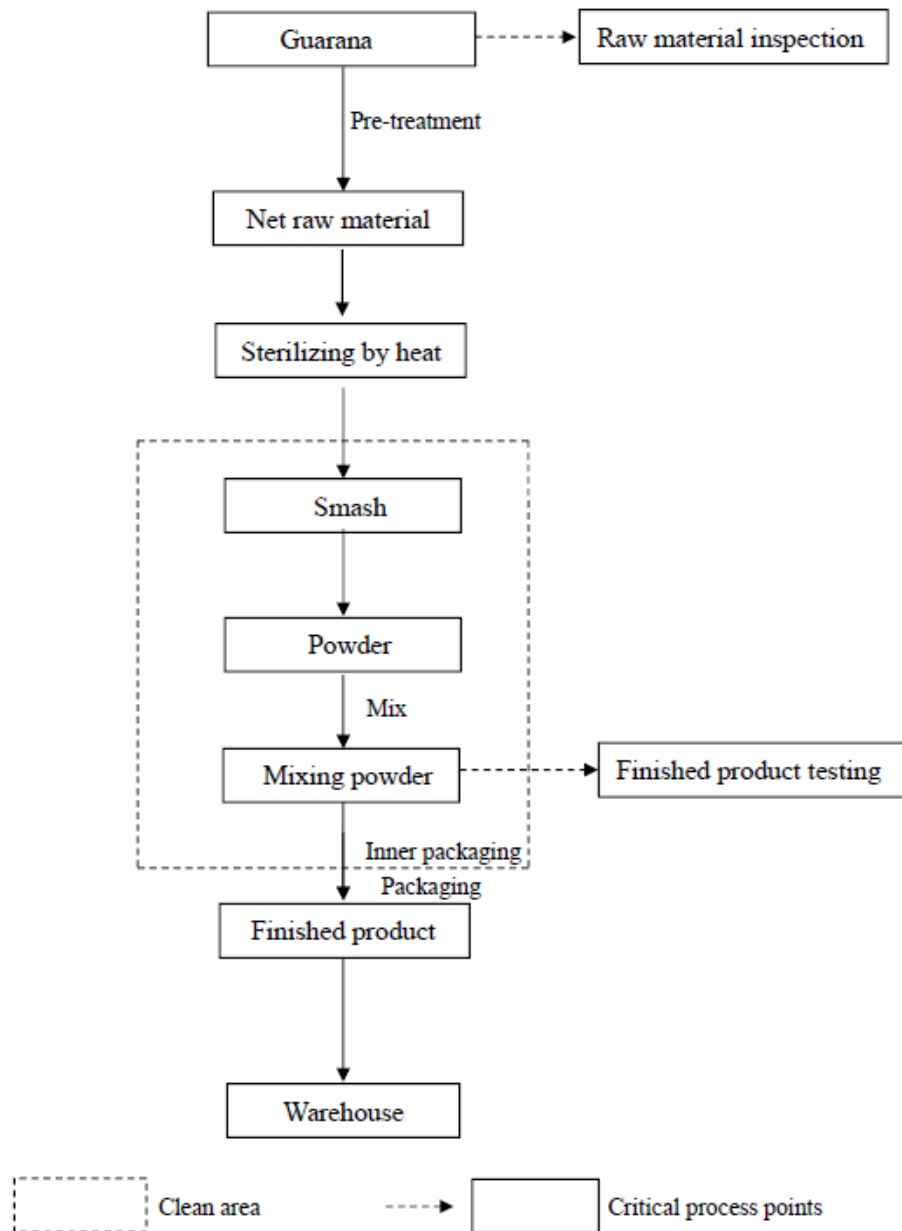 Guarana
Raw material inspection
Pre-treatment
Net raw material
Sterilizing by heat
Smash
Powder
Mix
Mixing powder
Finished product testing
Inner packaging
Packaging
Finished product
Warehouse
Clean area
Critical process points